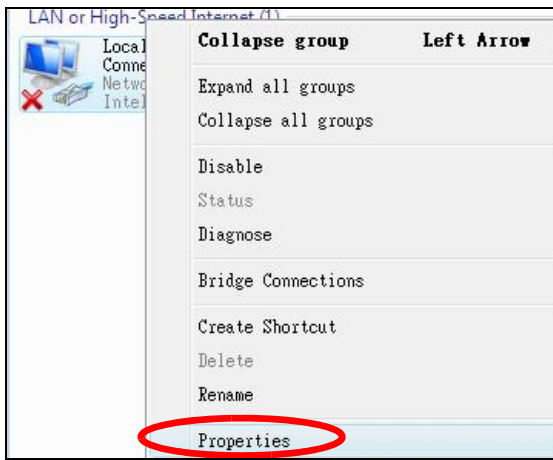 LAN or High-Speed Internet (1)
Local
Conne
Netwo
Intel
Collapse group Left Arrow
Expand all groups
Collapse all groups
Disable
Status
Diagnose
Bridge Connections
Create Shortcut
Delete
Rename
Properties